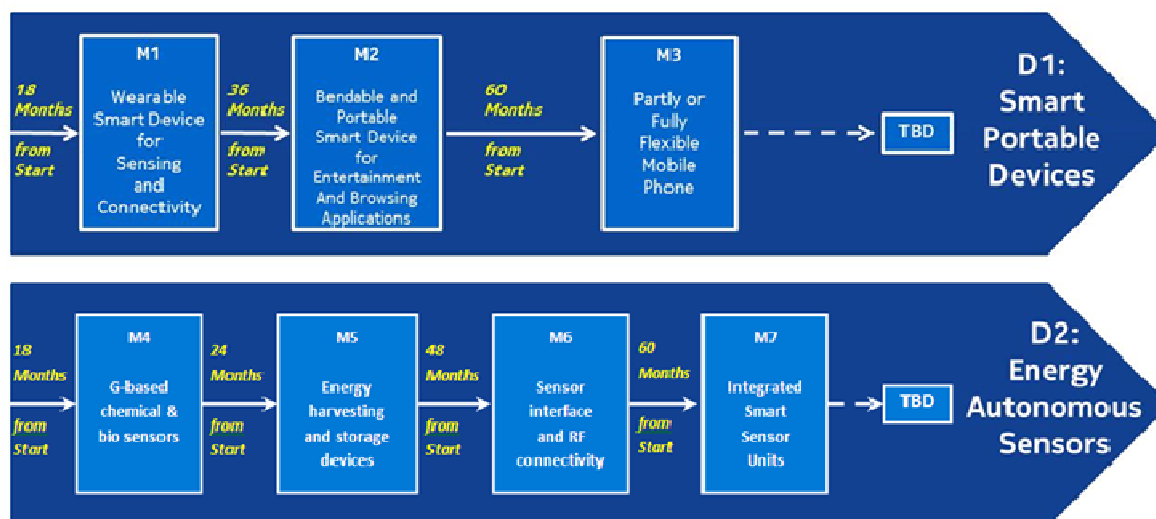 18
Months
from
Start
M1
Wearable
Smart Device
for
Sensing
and
Connectivity
36
Months
from
Start
M2
Bendable and
Portable
Smart Device
for
Entertainment
And Browsing
Applications
60
Months
from
Start
M3
Partly or
Fully
Flexible
Mobile
Phone
TBD
D1:
Smart
Portable
Devices
18
Months
from
Start
M4
G-based
chemical &
bio sensors
24
Months
from
Start
M5
Energy
harvesting
and storage
devices
48
Months
from
Start
M6
Sensor
interface
and RF
connectivity
60
Months
from
Start
M7
Integrated
Smart
Sensor
Units
TBD
D2:
Energy
Autonomous
Sensors